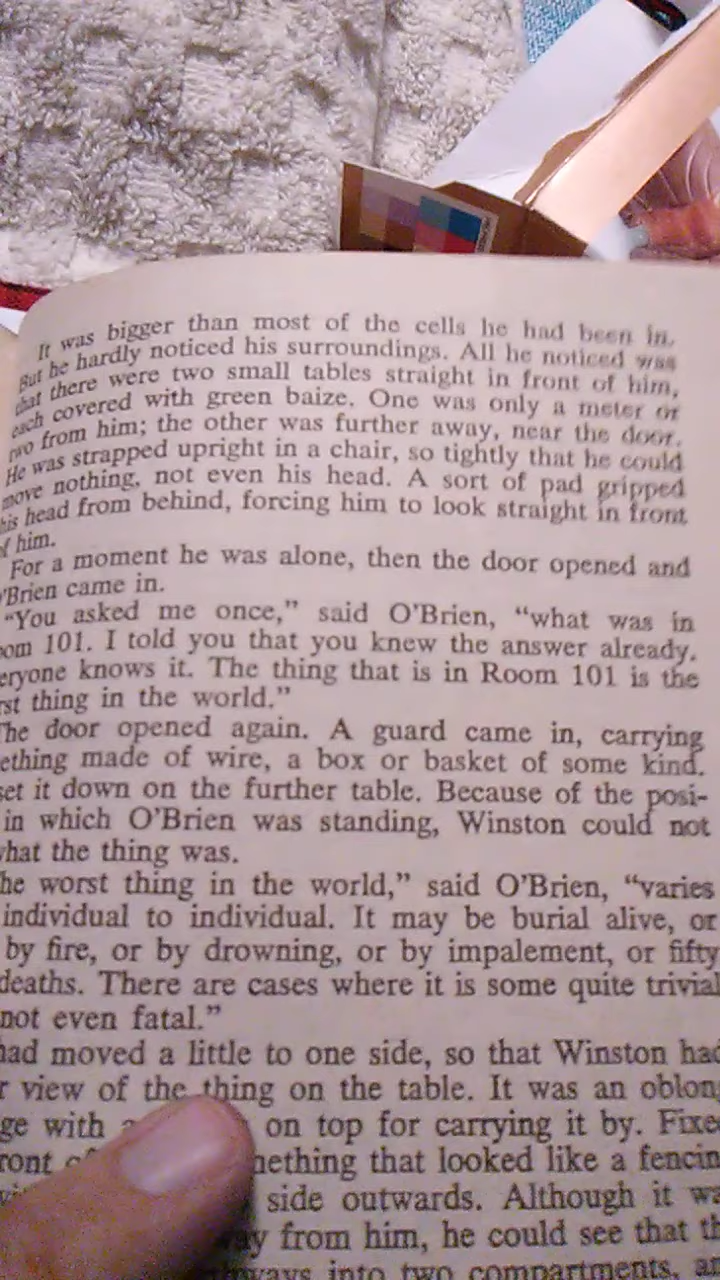 It was bigger than most of the cells he had been in.
But he hardly noticed his surroundings. All he noticed was
that there were two small tables straight in front of him,
each covered with green baize. One was only a meter or
two from him; the other was further away, near the door.
He was strapped upright in a chair, so tightly that he could
move nothing, not even his head. A sort of pad gripped
his head from behind, forcing him to look straight in front
f him.
For a moment he was alone, then the door opened and
'Brien came in.
"You asked me once," said O'Brien, "what was in
oom 101. I told you that you knew the answer already.
eryone knows it. The thing that is in Room 101 is the
rst thing in the world."
The door opened again. A guard came in, carrying
ething made of wire, a box or basket of some kind.
set it down on the further table. Because of the posi-
in which O'Brien was standing, Winston could not
what the thing was.
he worst thing in the world," said O'Brien, "varies
individual to individual. It may be burial alive, or
by fire, or by drowning, or by impalement, or fifty
deaths. There are cases where it is some quite trivial
not even fatal."
had moved a little to one side, so that Winston had
r view of the thing on the table. It was an oblon
ge with on top for carrying it by. Fixe
ront hething that looked like a fencin
side outwards. Although it wa
ay from him, he could see that th
ways into two compartments, an